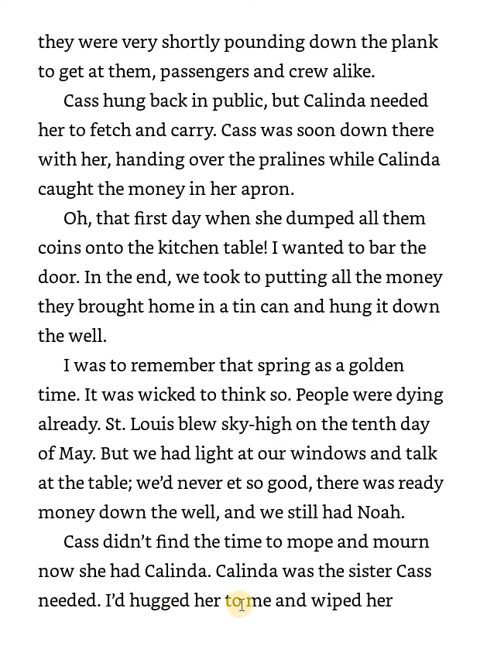 they were very shortly pounding down the plank
to get at them, passengers and crew alike.
Cass hung back in public, but Calinda needed
her to fetch and carry. Cass was soon down there
with her, handing over the pralines while Calinda
caught the money in her apron.
Oh, that first day when she dumped all them
coins onto the kitchen table! I wanted to bar the
door. In the end, we took to putting all the money
they brought home in a tin can and hung it down
the well.
I was to remember that spring as a golden
time. It was wicked to think so. People were dying
already. St. Louis blew sky-high on the tenth day
of May. But we had light at our windows and talk
at the table; we’d never et so good, there was ready
money down the well, and we still had Noah.
Cass didn’t find the time to mope and mourn
now she had Calinda. Calinda was the sister Cass
needed. I’d hugged her to me and wiped her